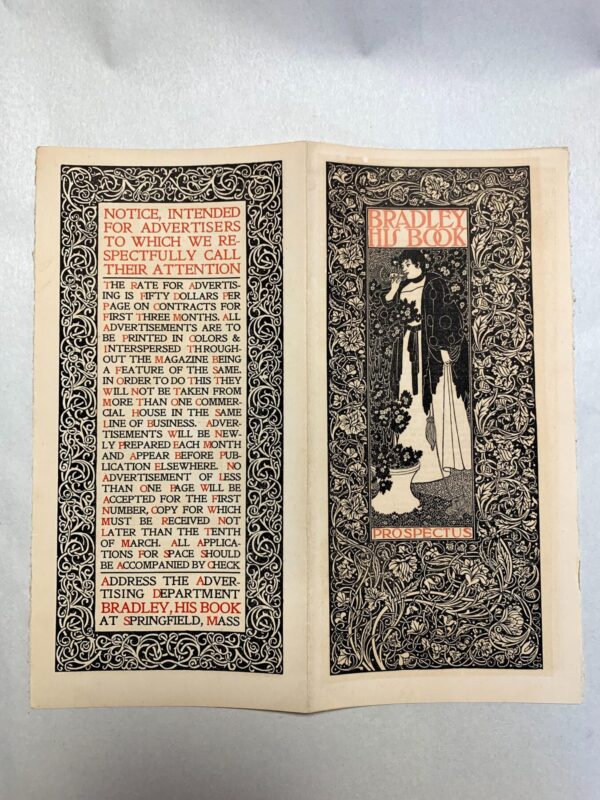 NOTICE, INTENDED
FOR ADVERTISERS
TO WHICH WE RE-
SPECTFULLY CALL
THEIR ATTENTION
THE RATE FOR ADVERTIS-
ING IS FIFTY DOLLARS PER
PAGE ON CONTRACTS FOR
FIRST THREE MONTHS. ALL
ADVERTISEMENTS ARE TO
BE PRINTED IN COLORS &
INTERSPERSED THROUGH-
OUT THE MAGAZINE BEING
A FEATURE OF THE SAME.
IN ORDER TO DO THIS THEY
WILL NOT BE TAKEN FROM
MORE THAN ONE COMMER-
CIAL HOUSE IN THE SAME
LINE OF BUSINESS. ADVER-
TISEMENTS WILL BE NEW-
LY PREPARED EACH MONTH
AND APPEAR BEFORE PUB-
LICATION ELSEWHERE. NO
ADVERTISEMENT OF LESS
THAN ONE PAGE WILL BE
ACCEPTED FOR THE FIRST
NUMBER, COPY FOR WHICH
MUST BE RECEIVED NOT
LATER THAN THE TENTH
OF MARCH. ALL APPLICA-
TIONS FOR SPACE SHOULD
BE ACCOMPANIED BY CHECK
ADDRESS THE ADVER-
TISING DEPARTMENT
BRADLEY, HIS BOOK
AT SPRINGFIELD, MASS
BRADLEY
HIS BOOK
PROSPECTUS